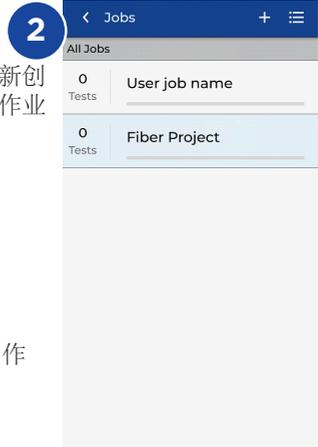 2
Jobs
All Jobs
新创
作业
0
Tests
User job name
0
Tests
Fiber Project
作